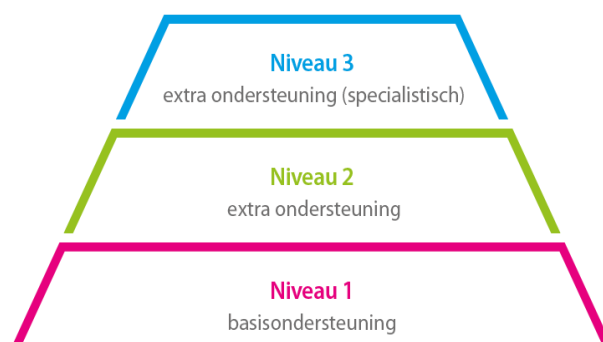 Niveau 3
extra ondersteuning (specialistisch)
Niveau 2
extra ondersteuning
Niveau 1
basisondersteuning